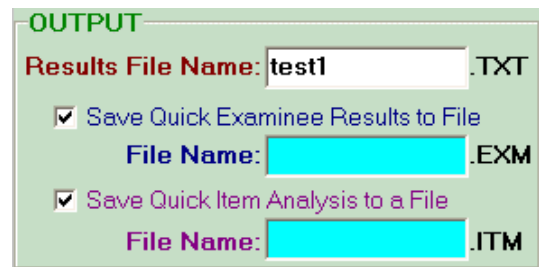 OUTPUT
Results File Name: test1 .TXT
Save Quick Examinee Results to File
File Name: .EXM
Save Quick Item Analysis to a File
File Name: .ITM